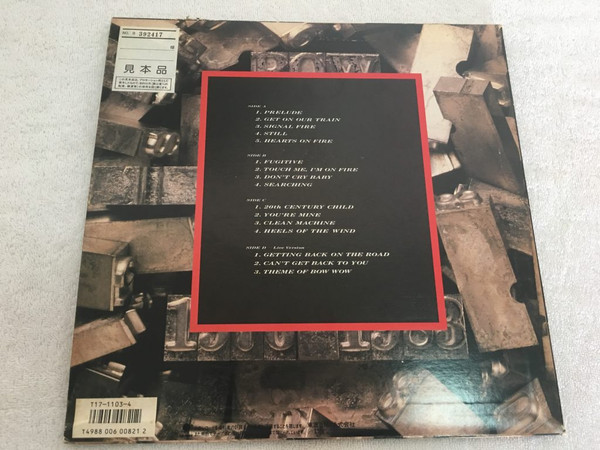 NO. S 392417
様
見本品
BOW
SIDE A
1. PRELUDE
2. GET ON OUR TRAIN
3. SIGNAL FIRE
4. STILL
5. HEARTS ON FIRE
SIDE B
1. FUGITIVE
2. TOUCH ME, I'M ON FIRE
3. DON'T CRY BABY
4. SEARCHING
SIDE C
1. 20th CENTURY CHILD
2. YOU'RE MINE
3. CLEAN MACHINE
4. HEELS OF THE WIND
SIDE D - Live Version
1. GETTING BACK ON THE ROAD
2. CAN'T GET BACK TO YOU
3. THEME OF BOW WOW
T17-1103-4
T4988 006 00821 2